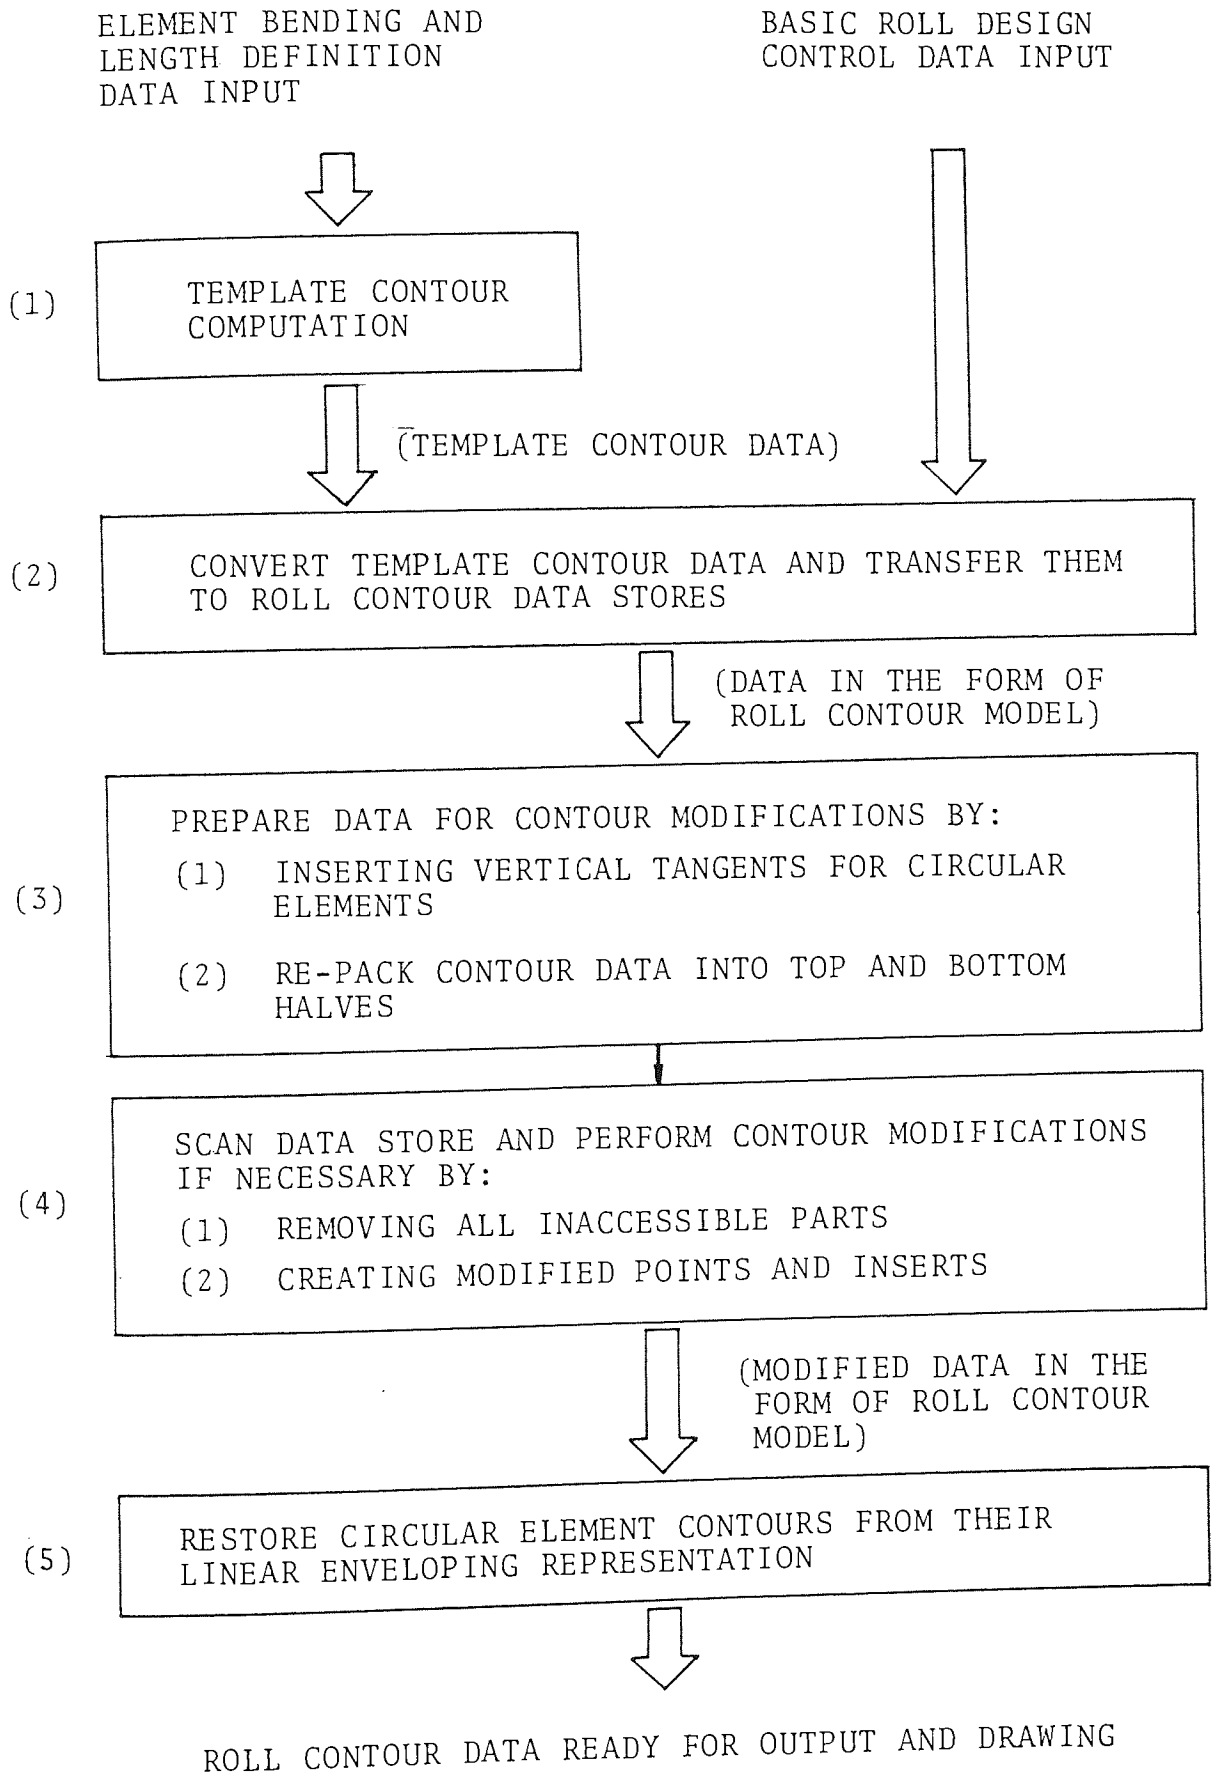 ELEMENT BENDING AND
LENGTH DEFINITION
DATA INPUT
BASIC ROLL DESIGN
CONTROL DATA INPUT
(1)
TEMPLATE CONTOUR
COMPUTATION
(TEMPLATE CONTOUR DATA)
(2)
CONVERT TEMPLATE CONTOUR DATA AND TRANSFER THEM
TO ROLL CONTOUR DATA STORES
(DATA IN THE FORM OF
ROLL CONTOUR MODEL)
(3)
PREPARE DATA FOR CONTOUR MODIFICATIONS BY:
(1) INSERTING VERTICAL TANGENTS FOR CIRCULAR
ELEMENTS
(2) RE-PACK CONTOUR DATA INTO TOP AND BOTTOM
HALVES
(4)
SCAN DATA STORE AND PERFORM CONTOUR MODIFICATIONS
IF NECESSARY BY:
(1) REMOVING ALL INACCESSIBLE PARTS
(2) CREATING MODIFIED POINTS AND INSERTS
(MODIFIED DATA IN THE
FORM OF ROLL CONTOUR
MODEL)
(5)
RESTORE CIRCULAR ELEMENT CONTOURS FROM THEIR
LINEAR ENVELOPING REPRESENTATION
ROLL CONTOUR DATA READY FOR OUTPUT AND DRAWING